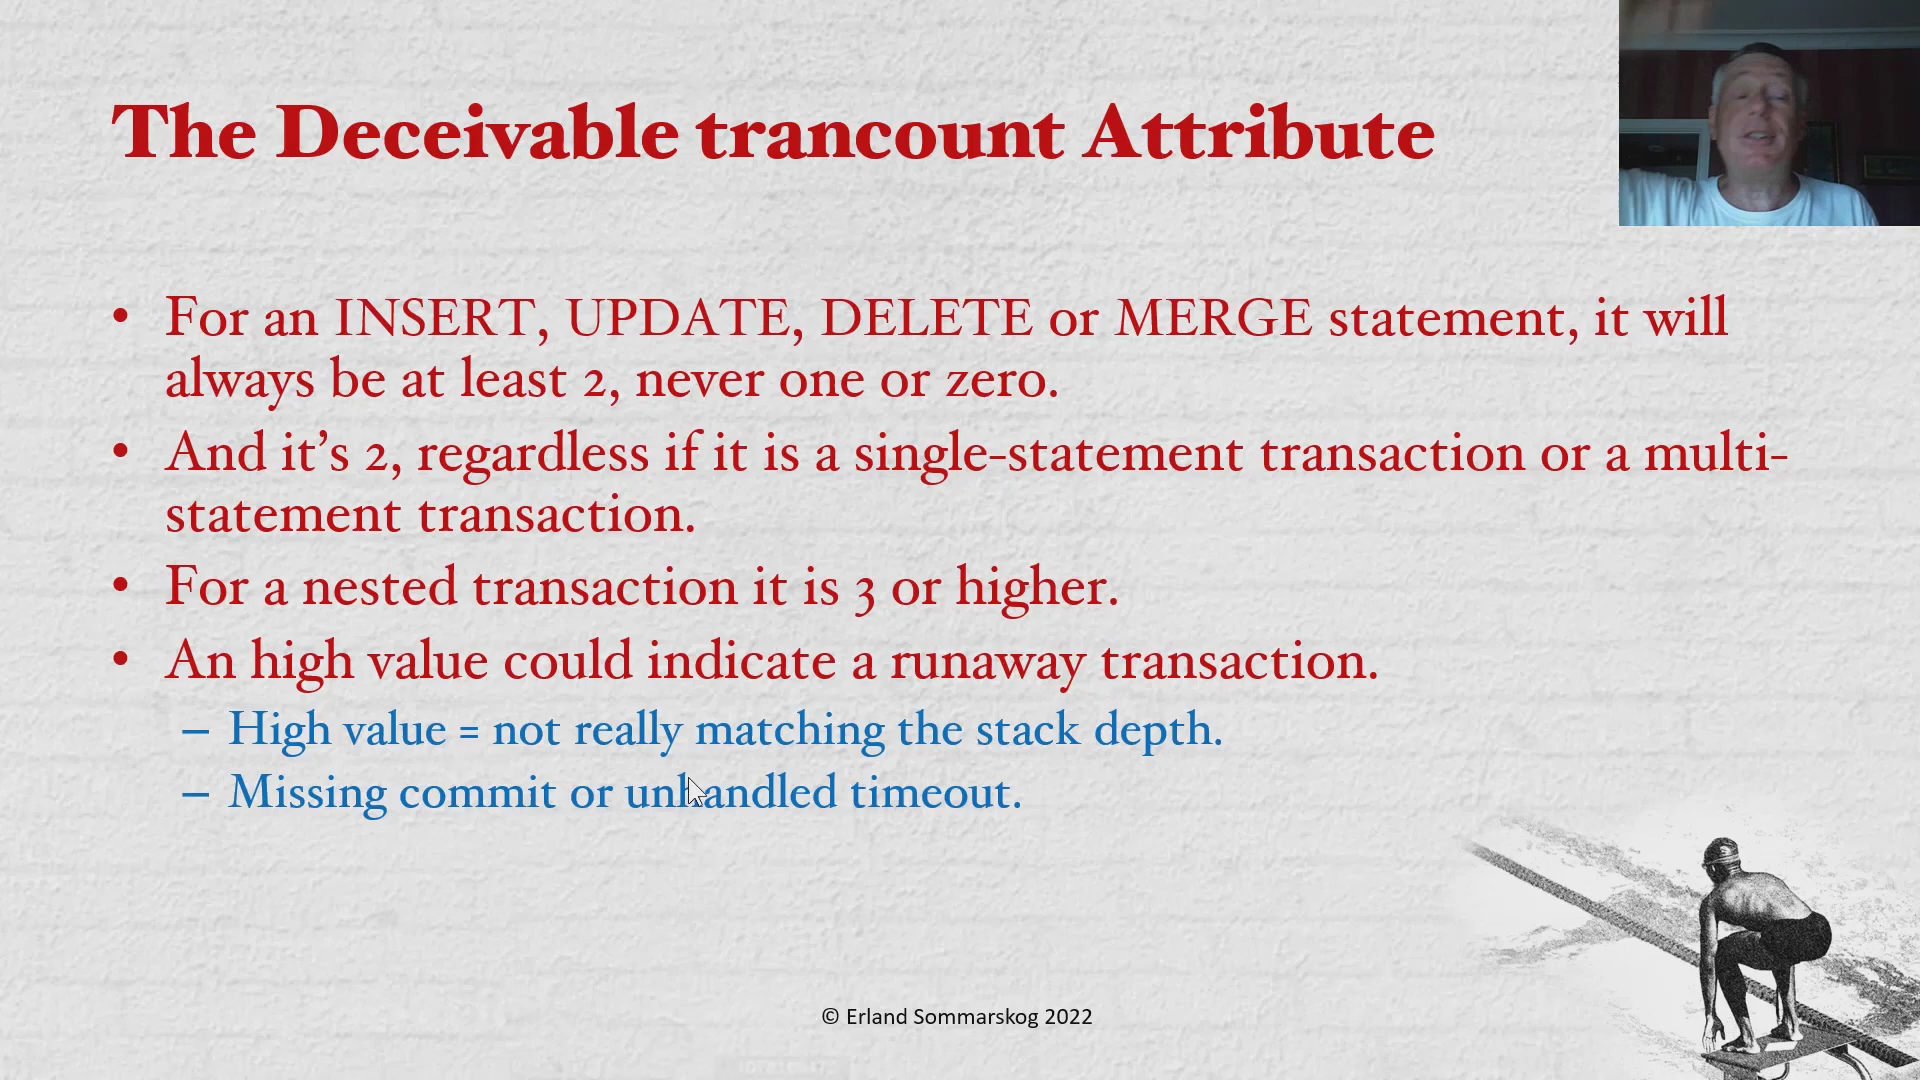 The Deceivable trancount Attribute
• For an INSERT, UPDATE, DELETE or MERGE statement, it will
always be at least 2, never one or zero.
• And it's 2, regardless if it is a single-statement transaction or a multi-
statement transaction.
• For a nested transaction it is 3 or higher.
• An high value could indicate a runaway transaction.
– High value = not really matching the stack depth.
– Missing commit or unhandled timeout.
© Erland Sommarskog 2022